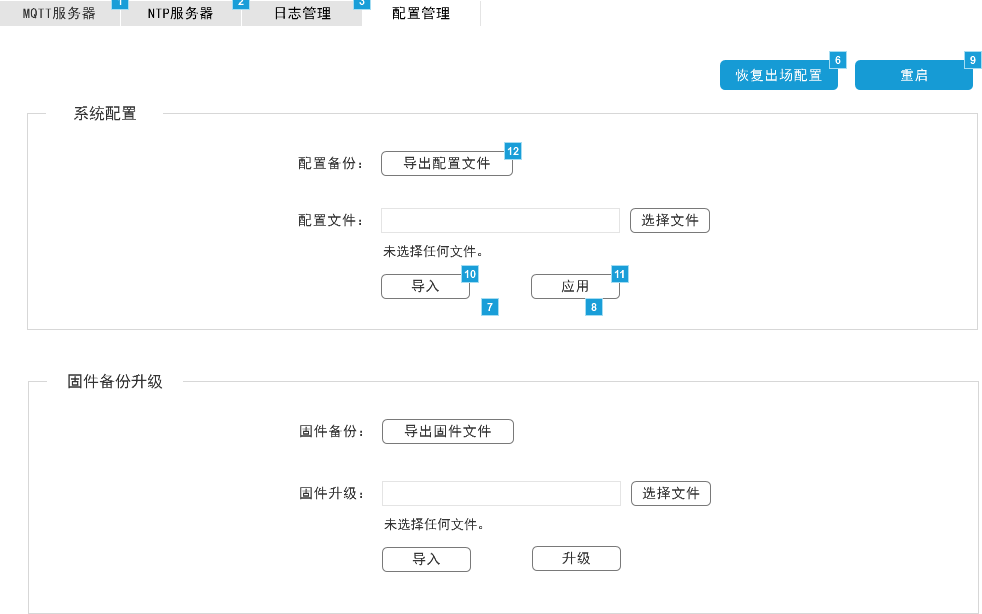 MQTT服务器 1 NTP服务器 2 日志管理 3 配置管理
恢复出场配置 6 重启 9
系统配置
配置备份： 导出配置文件 12
配置文件： 选择文件
未选择任何文件。
导入 10 应用 11
7 8
固件备份升级
固件备份： 导出固件文件
固件升级： 选择文件
未选择任何文件。
导入 升级